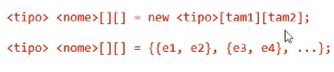 <tipo> <nome>[][] = new <tipo>[tam1][tam2];
<tipo> <nome>[][] = {{e1, e2}, {e3, e4}, ...};